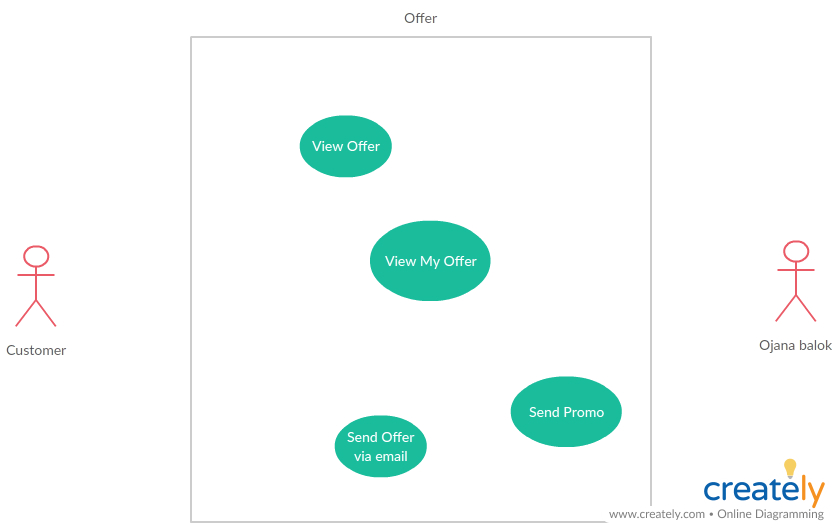 Offer
View Offer
View My Offer
Customer
Ojana balok
Send Promo
Send Offer
via email
creately
www.creately.com • Online Diagramming